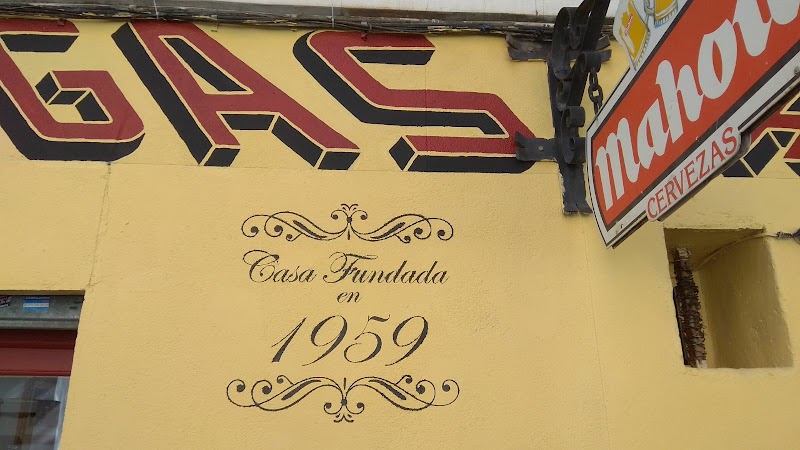 GAS
Mahou
CERVEZAS
Casa Fundada
en
1959